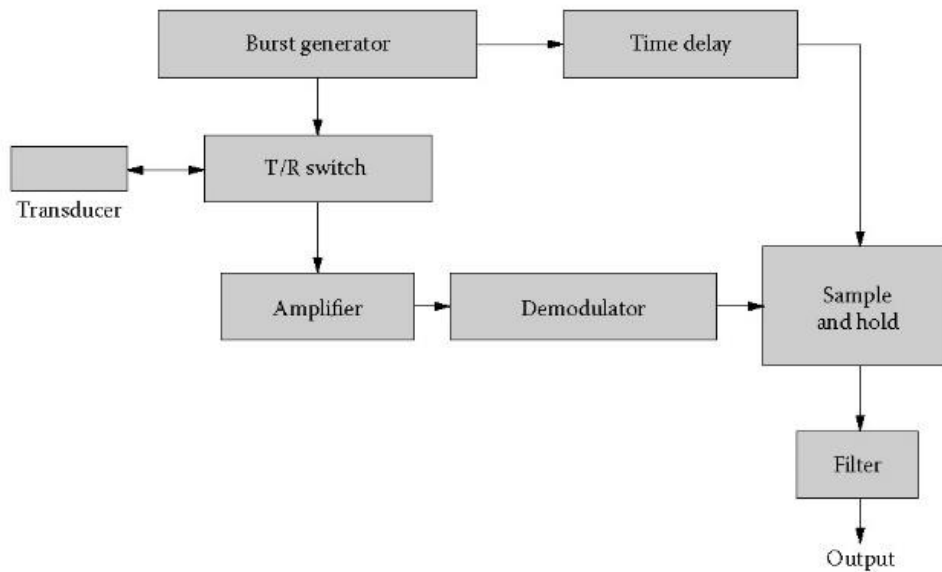 Burst generator
Time delay
T/R switch
Transducer
Amplifier
Demodulator
Sample
and hold
Filter
Output